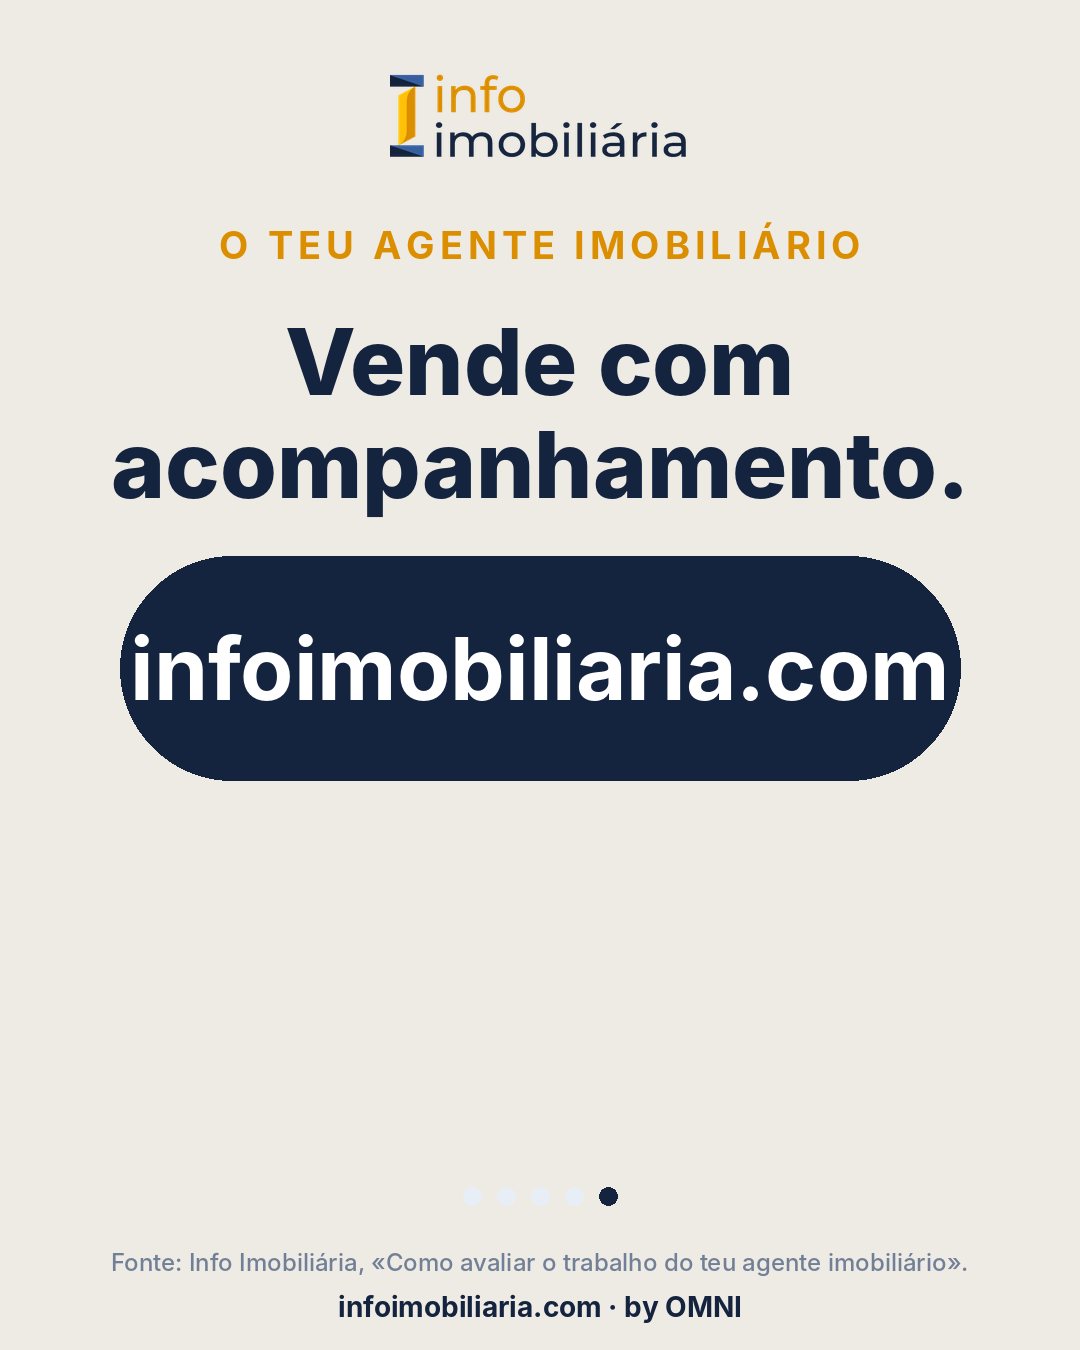 info
imobiliária
O TEU AGENTE IMOBILIÁRIO
Vende com
acompanhamento.
infoimobiliaria.com
Fonte: Info Imobiliária, «Como avaliar o trabalho do teu agente imobiliário».
infoimobiliaria.com · by OMNI